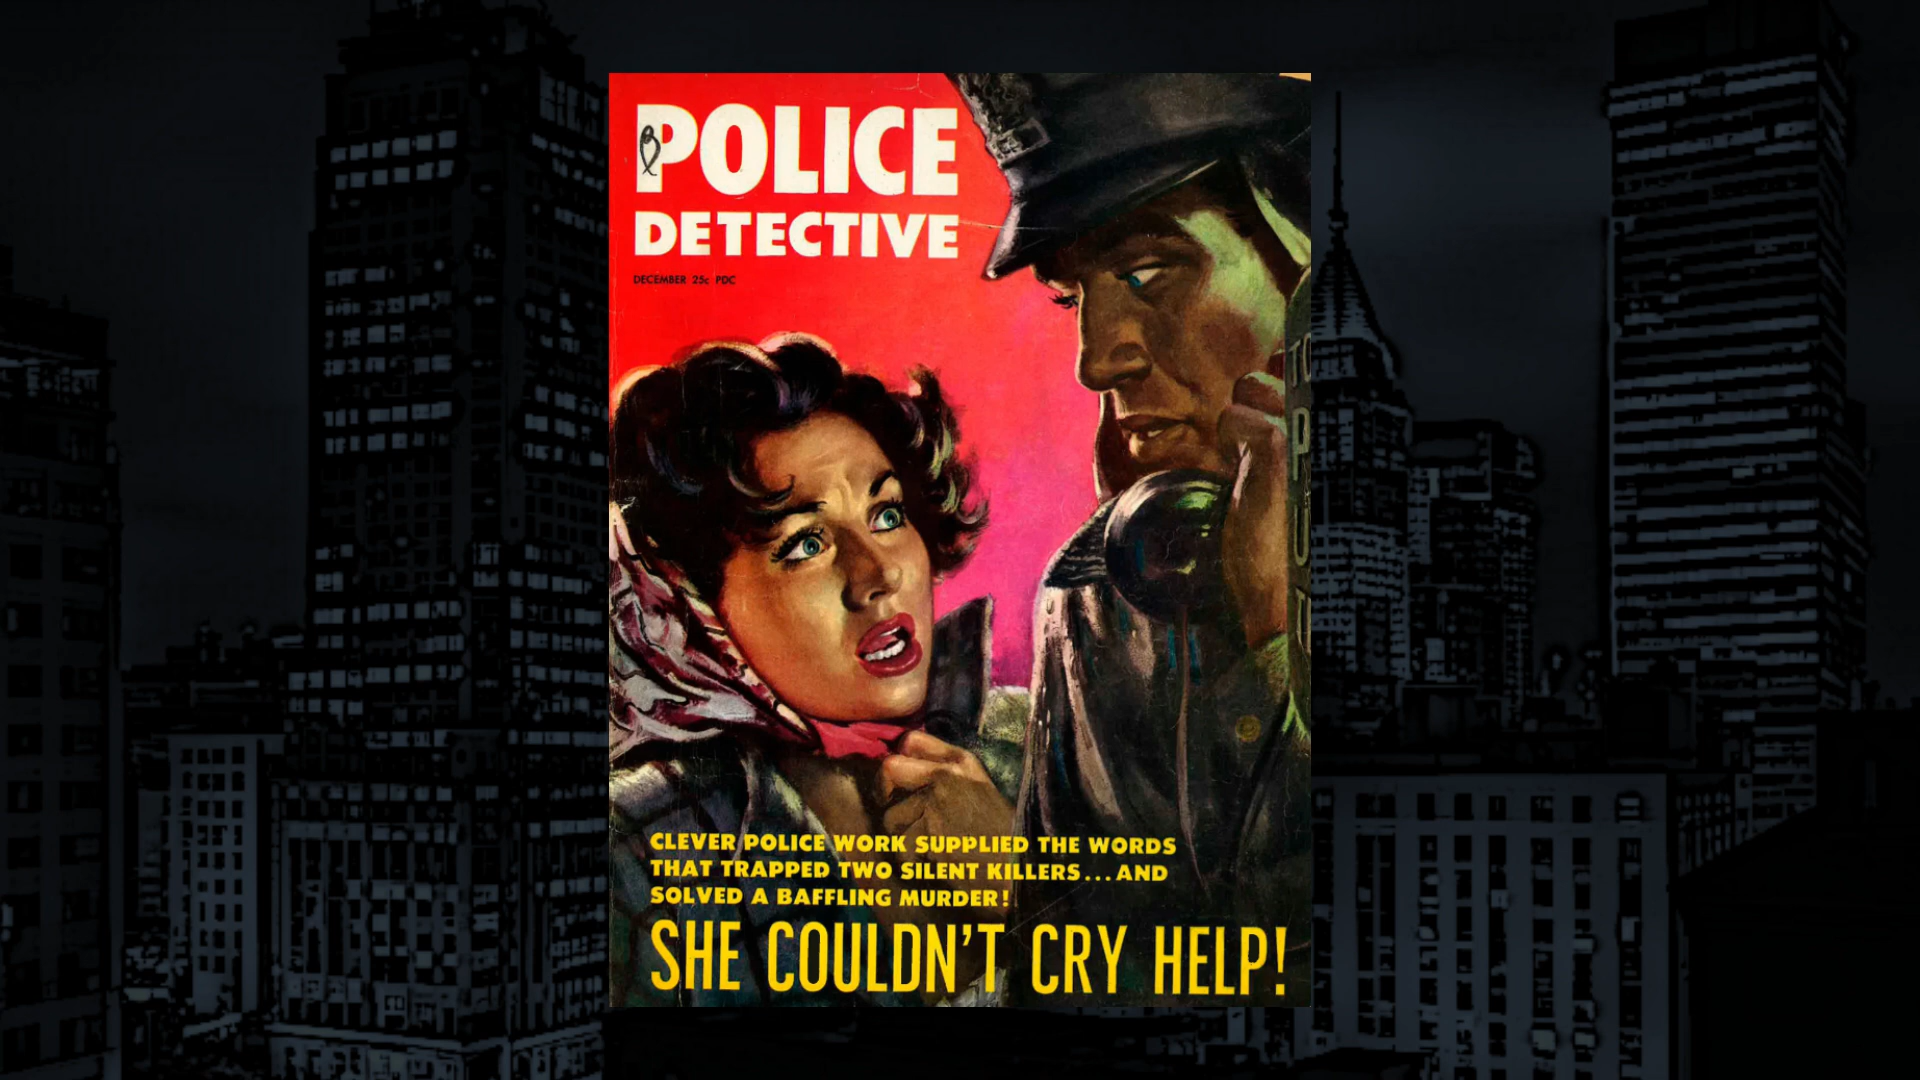 POLICE
DETECTIVE
DECEMBER 25c PDC
CLEVER POLICE WORK SUPPLIED THE WORDS
THAT TRAPPED TWO SILENT KILLERS...AND
SOLVED A BAFFLING MURDER!
SHE COULDN'T CRY HELP!